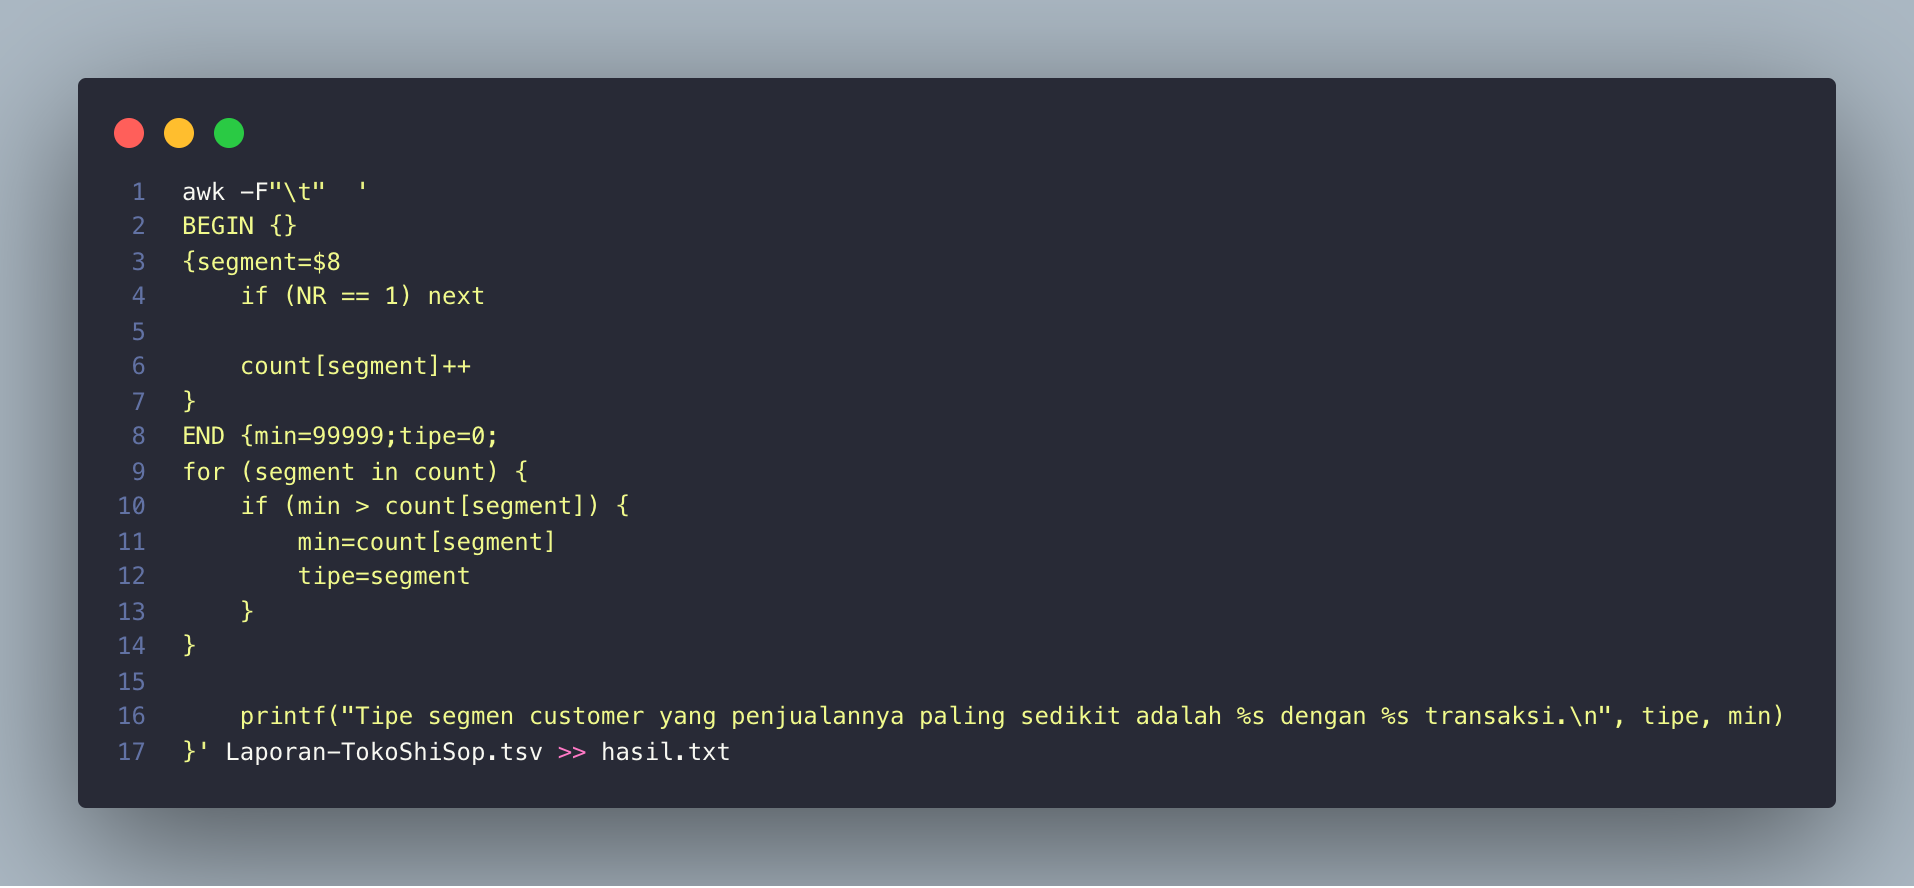 1 awk -F"\t"  '
2 BEGIN {}
3 {segment=$8
4     if (NR == 1) next
5
6     count[segment]++
7 }
8 END {min=99999;tipe=0;
9 for (segment in count) {
10     if (min > count[segment]) {
11         min=count[segment]
12         tipe=segment
13     }
14 }
15
16     printf("Tipe segmen customer yang penjualannya paling sedikit adalah %s dengan %s transaksi.\n", tipe, min)
17 }' Laporan-TokoShiSop.tsv >> hasil.txt